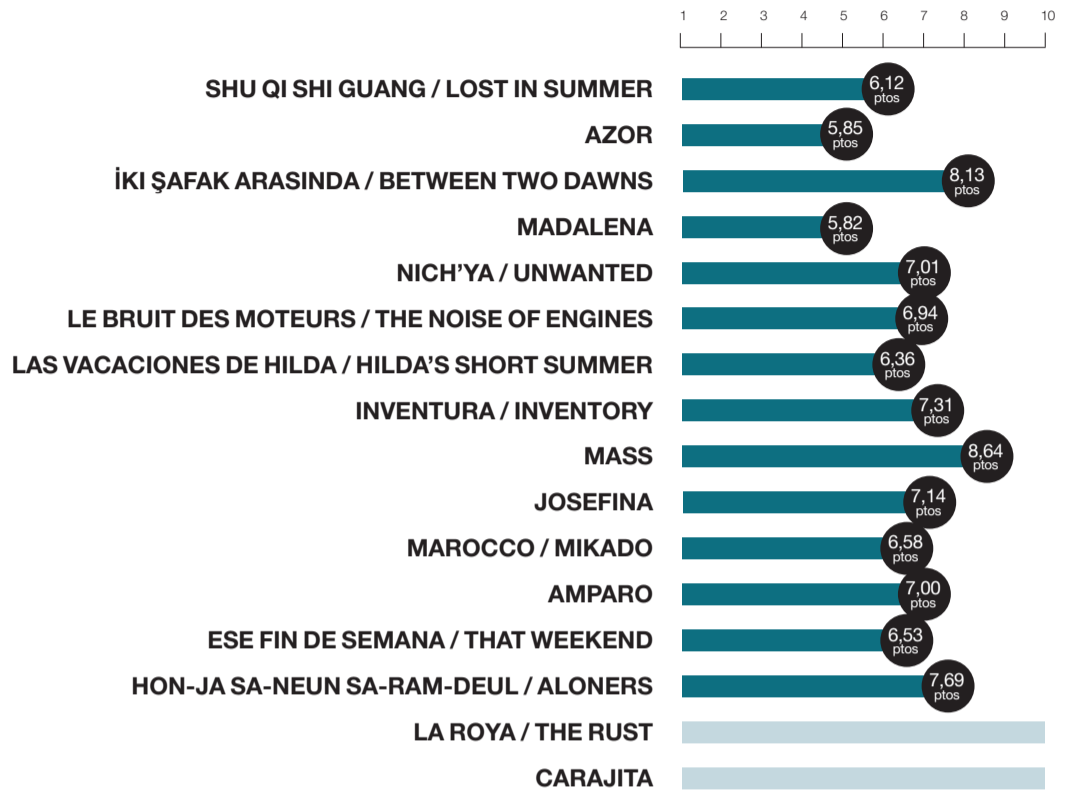 1 2 3 4 5 6 7 8 9 10
SHU QI SHI GUANG / LOST IN SUMMER 6,12 ptos
AZOR 5,85 ptos
İKI ŞAFAK ARASINDA / BETWEEN TWO DAWNS 8,13 ptos
MADALENA 5,82 ptos
NICH’YA / UNWANTED 7,01 ptos
LE BRUIT DES MOTEURS / THE NOISE OF ENGINES 6,94 ptos
LAS VACACIONES DE HILDA / HILDA’S SHORT SUMMER 6,36 ptos
INVENTURA / INVENTORY 7,31 ptos
MASS 8,64 ptos
JOSEFINA 7,14 ptos
MAROCCO / MIKADO 6,58 ptos
AMPARO 7,00 ptos
ESE FIN DE SEMANA / THAT WEEKEND 6,53 ptos
HON-JA SA-NEUN SA-RAM-DEUL / ALONERS 7,69 ptos
LA ROYA / THE RUST
CARAJITA